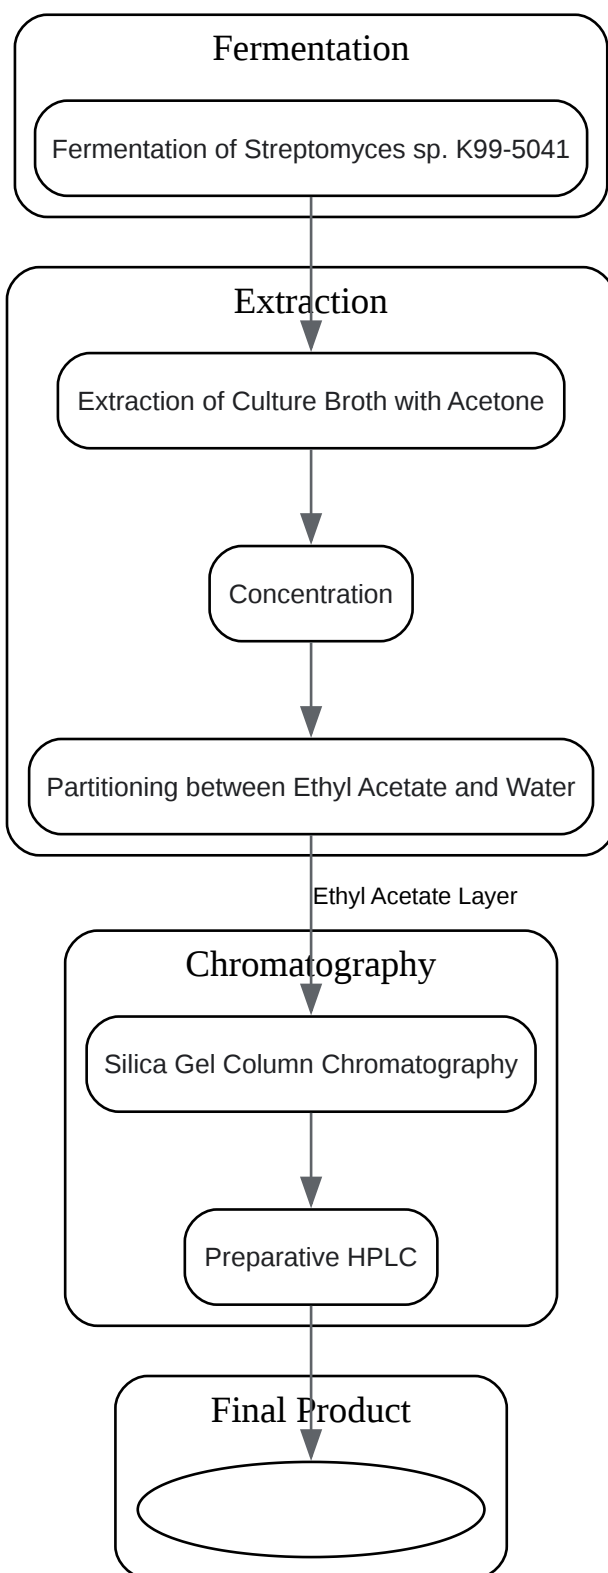 Fermentation
Fermentation of Streptomyces sp. K99-5041
Extraction
Extraction of Culture Broth with Acetone
Concentration
Partitioning between Ethyl Acetate and Water
Ethyl Acetate Layer
Chromatography
Silica Gel Column Chromatography
Preparative HPLC
Final Product